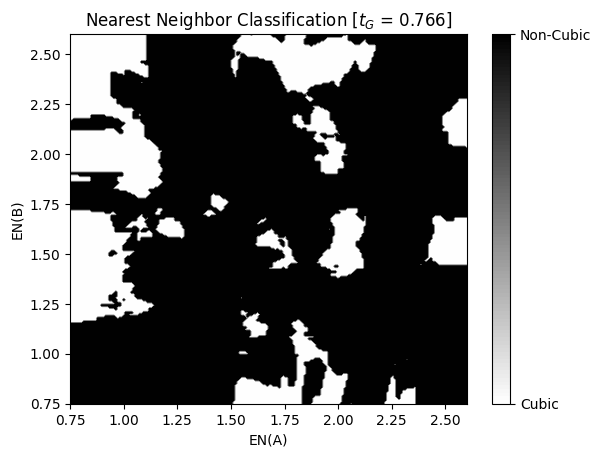 Nearest Neighbor Classification [t_G = 0.766]
Non-Cubic
2.50
2.25
2.00
1.75
1.50
1.25
1.00
0.75
EN(B)
Cubic
0.75 1.00 1.25 1.50 1.75 2.00 2.25 2.50
EN(A)